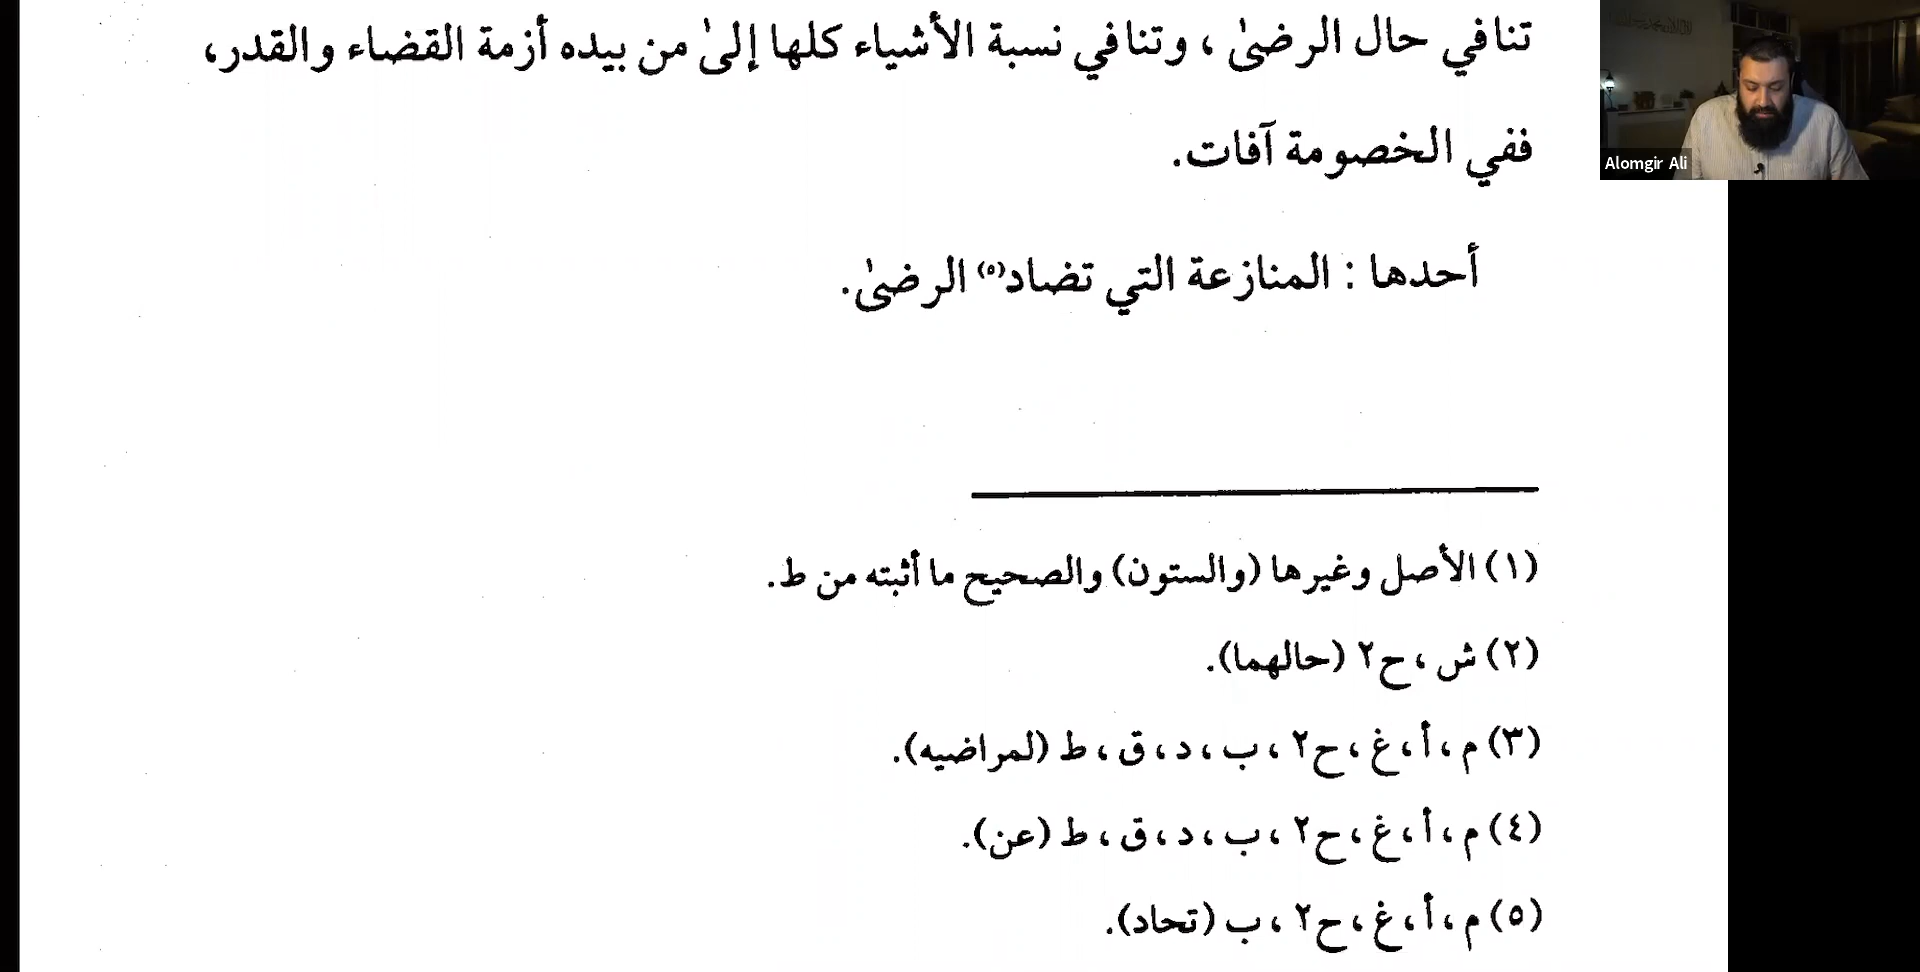 تنافي حال الرضىٰ ، وتنافي نسبة الأشياء كلها إلىٰ من بيده أزمة القضاء والقدر،
ففي الخصومة آفات.
أحدها : المنازعة التي تضاد(٥) الرضىٰ.
(١) الأصل وغيرها (والستون) والصحيح ما أثبته من ط.
(٢) ش ، ح٢ (حالهما).
(٣) م ، أ ، غ ، ح٢ ، ب ، د ، ق ، ط (لمراضيه).
(٤) م ، أ ، غ ، ح٢ ، ب ، د ، ق ، ط (عن).
(٥) م ، أ ، غ ، ح٢ ، ب (تحاد).
Alomgir Ali